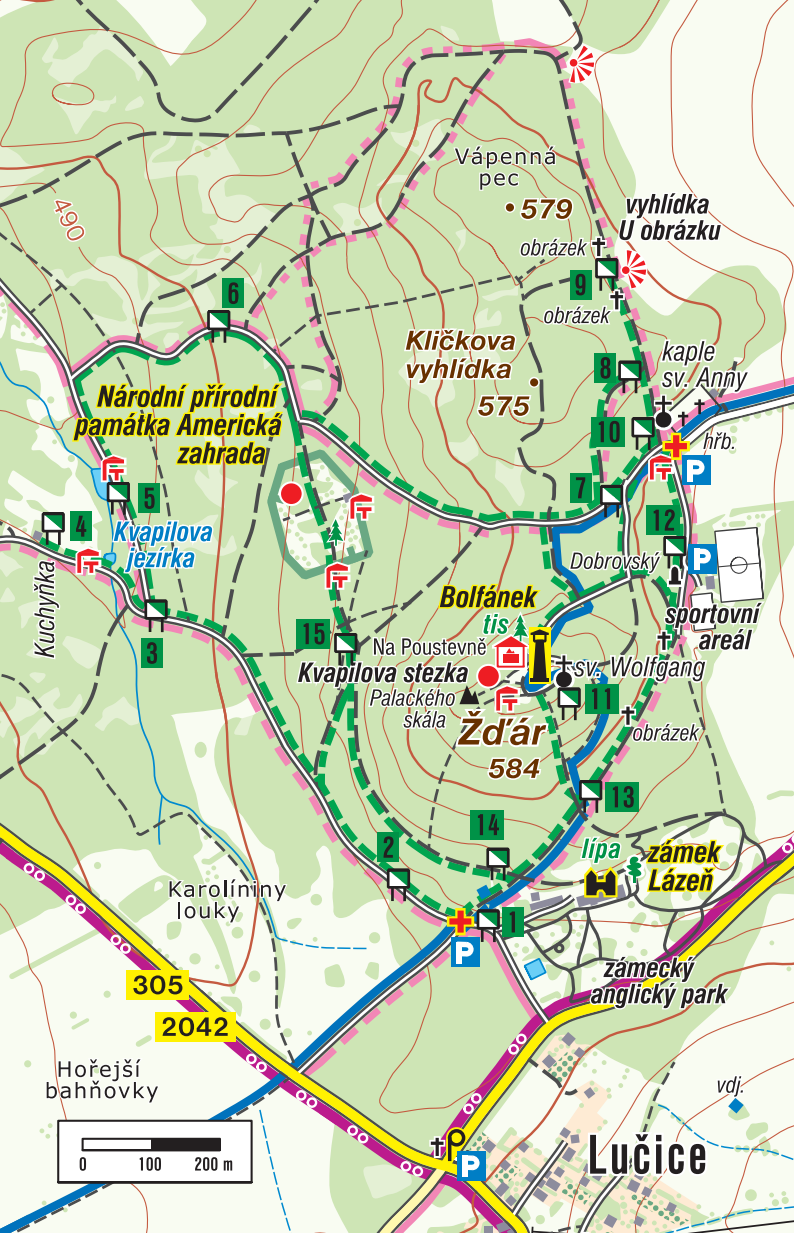 Vápenná
pec
579
vyhlídka
U obrázku
490
obrázek
9
obrázek
6
Kličkova
vyhlídka
575
8
kaple
sv. Anny
Národní přírodní
památka Americká
zahrada
10
hřb.
P
7
5
4
Kvapilova
jezírka
12
P
Dobrovský
Kuchyňka
3
Bolfánek
tis
sportovní
areál
15
Na Poustevně
Kvapilova stezka
sv. Wolfgang
Palackého
skála
11
Žďár
584
obrázek
13
14
2
lípa
zámek
Lázeň
Karolíniny
louky
1
P
zámecký
anglický park
305
2042
Hořejší
bahňovky
vdj.
0 100 200 m
P
Lučice